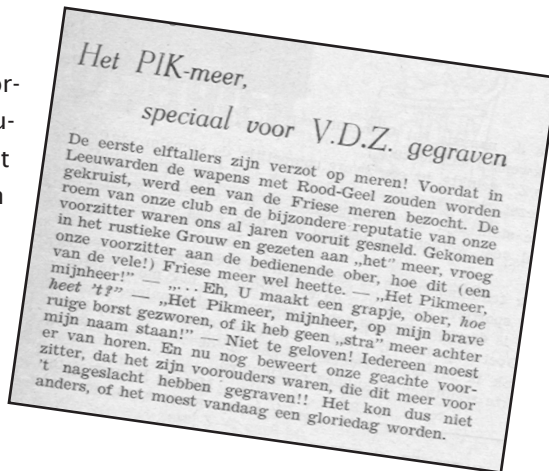 or-
u-
t
n
Het PIK-meer,
speciaal voor V.D.Z. gegraven
De eerste elftallers zijn verzot op meren! Voordat in
Leeuwarden de wapens met Rood-Geel zouden worden
gekruist, werd een van de Friese meren bezocht. De
roem van onze club en de bijzondere reputatie van onze
voorzitter waren ons al jaren vooruit gesneld. Gekomen
in het rustieke Grouw en gezeten aan „het” meer, vroeg
onze voorzitter aan de bedienende ober, hoe dit (een
van de vele!) Friese meer wel heette. — „Het Pikmeer,
mijnheer!” — „... Eh, U maakt een grapje, ober, hoe
heet 't?” — „Het Pikmeer, mijnheer, op mijn brave
ruige borst gezworen, of ik heb geen „stra” meer achter
mijn naam staan!” — Niet te geloven! Iedereen moest
er van horen. En nu nog beweert onze geachte voor-
zitter, dat het zijn voorouders waren, die dit meer voor
't nageslacht hebben gegraven!! Het kon dus niet
anders, of het moest vandaag een gloriedag worden.